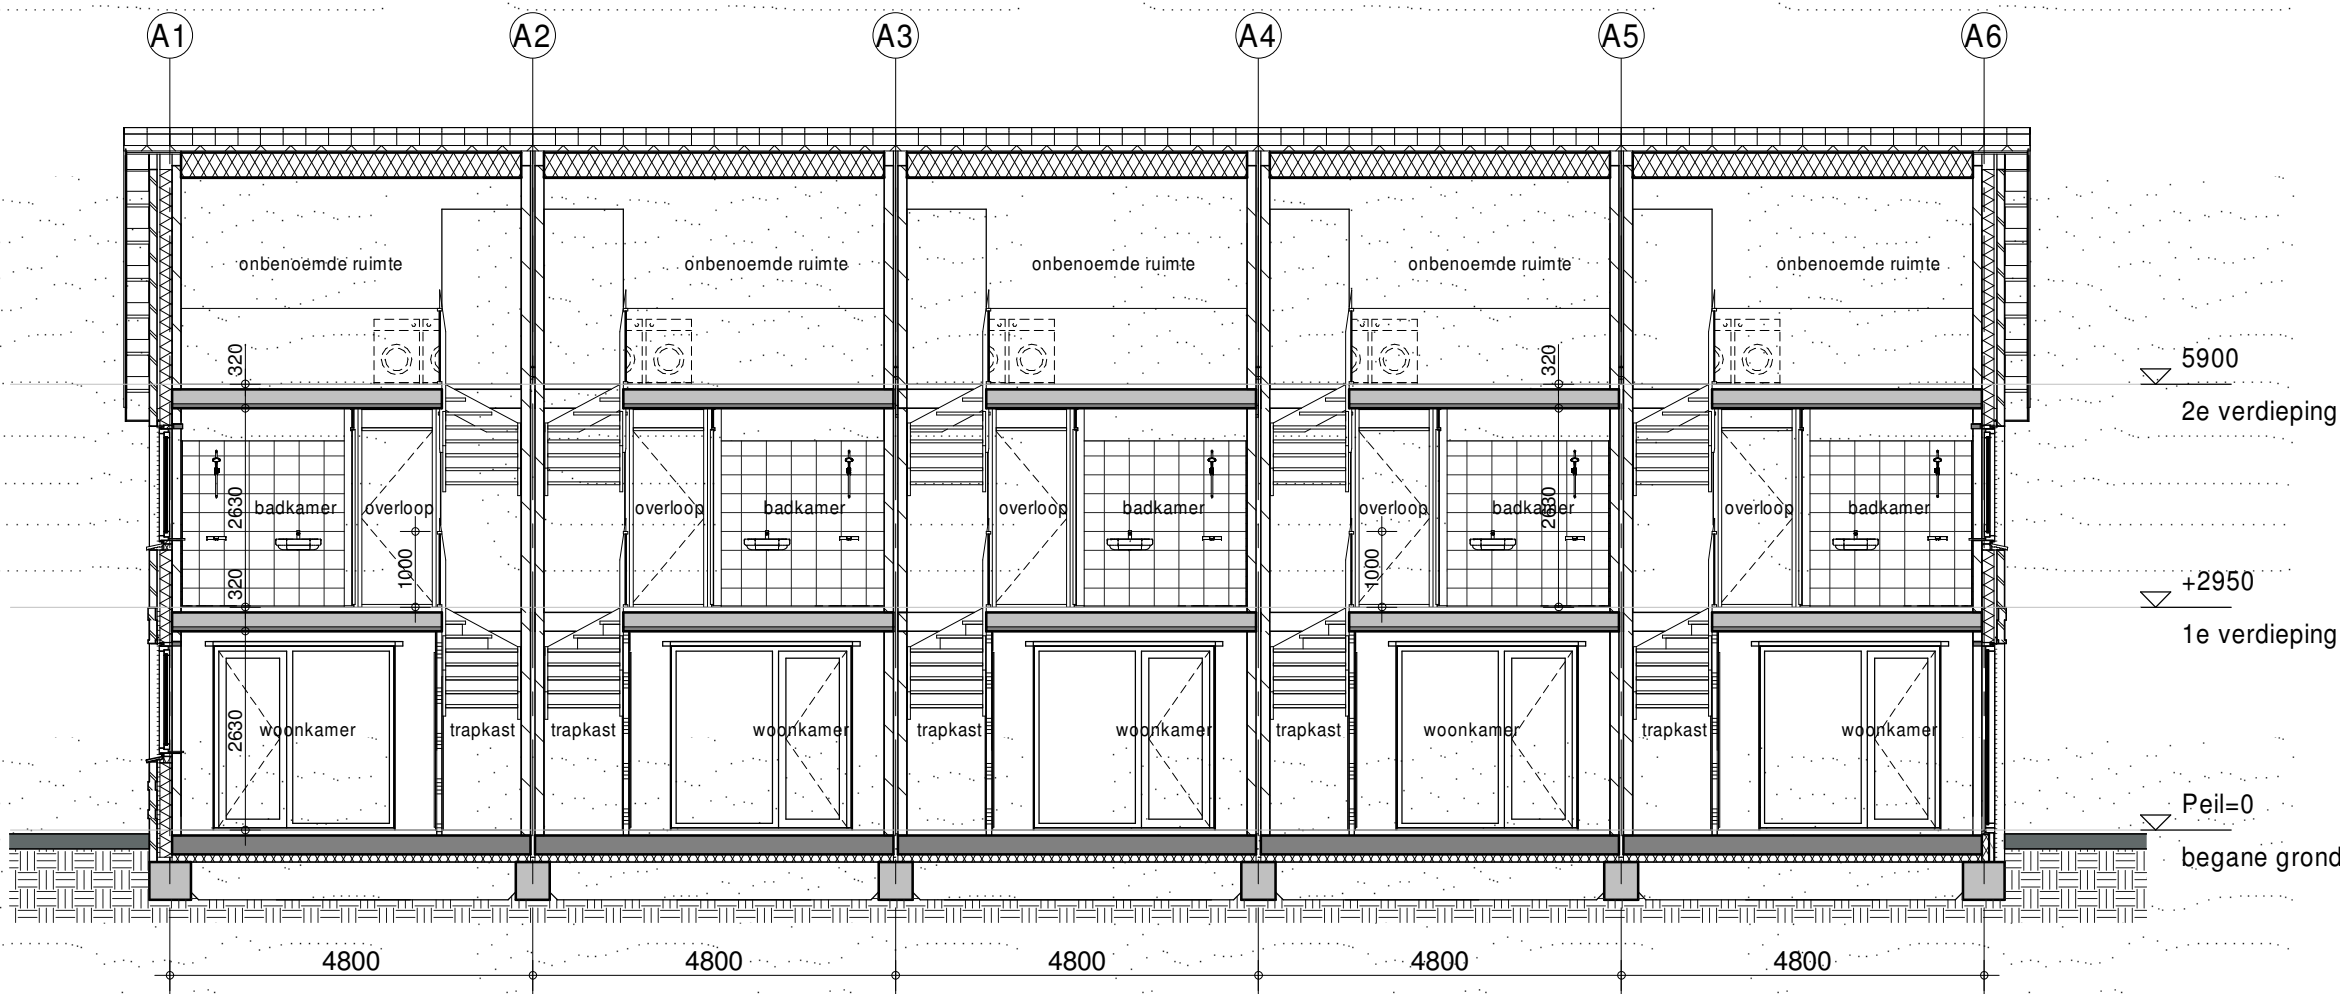 A1 A2 A3 A4 A5 A6
onbenoemde ruimte onbenoemde ruimte onbenoemde ruimte onbenoemde ruimte onbenoemde ruimte
320 320
5900
2e verdieping
2630 badkamer overloop overloop badkamer overloop badkamer overloop badkamer 2630 overloop badkamer
320 1000 1000
+2950
1e verdieping
2630 woonkamer trapkast trapkast woonkamer trapkast woonkamer trapkast woonkamer trapkast woonkamer
Peil=0
begane grond
4800 4800 4800 4800 4800